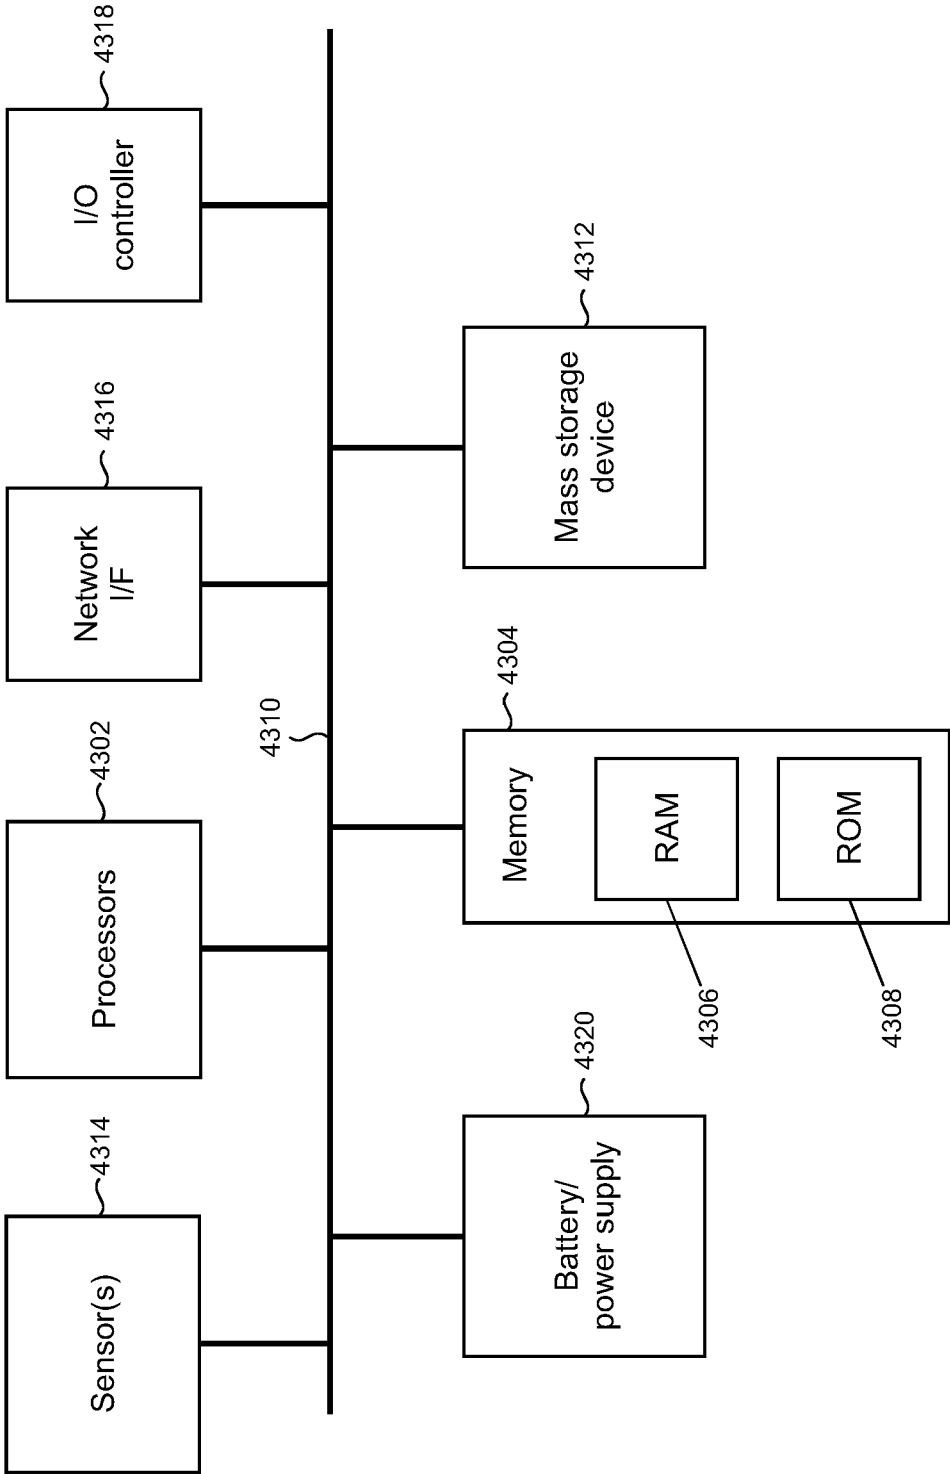 4314
Sensor(s)
4302
Processors
4316
Network
I/F
4318
I/O
controller
4310
4320
Battery/
power supply
4304
Memory
RAM
ROM
4306
4308
4312
Mass storage
device